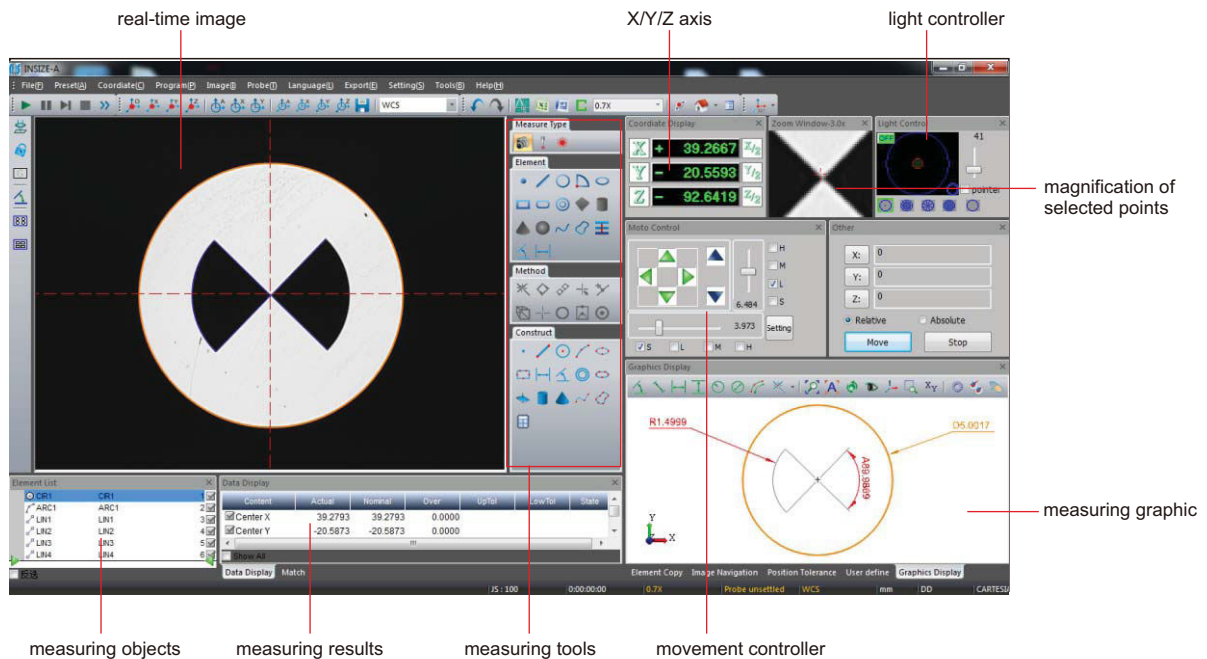 real-time image
X/Y/Z axis
light controller
INSIZE-A
File(F) Preset(A) Coordiate(C) Program(P) Image(I) Probe(T) Language(L) Export(E) Setting(S) Tools(B) Help(H)
WCS
0.7X
Measure Type
Element
Method
Construct
Coordiate Display
X + 39.2667 X/2
Y - 20.5593 Y/2
Z - 92.6419 Z/2
Zoom Window-3.0x
Light Control
OFF
41
pointer
magnification of
selected points
Moto Control
H
M
L
S
6.484
3.973
Setting
S L M H
Other
X: 0
Y: 0
Z: 0
Relative Absolute
Move Stop
Graphics Display
R1.4999
D5.0017
A89.9809
Y
X
measuring graphic
Element List
CIR1 CIR1 1
ARC1 ARC1 2
LIN1 LIN1 3
LIN2 LIN2 4
LIN3 LIN3 5
LIN4 LIN4 6
反选
Data Display
Content Actual Nominal Over UpTol LowTol State
Center X 39.2793 39.2793 0.0000
Center Y -20.5873 -20.5873 0.0000
Show All
Data Display Match
Element Copy Image Navigation Position Tolerance User define Graphics Display
JS : 100 0:00:00:00 0.7X Probe unsettled WCS mm DD CARTESIA
measuring objects
measuring results
measuring tools
movement controller